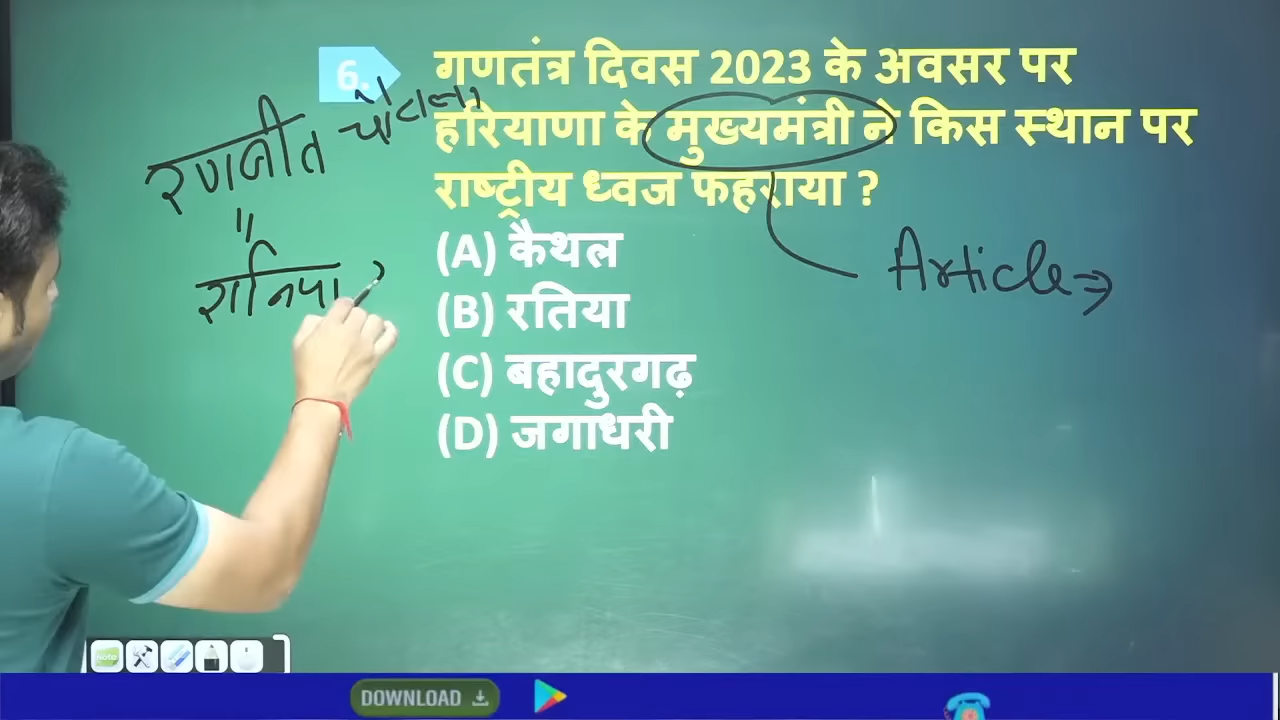 6.
गणतंत्र दिवस 2023 के अवसर पर
हरियाणा के मुख्यमंत्री ने किस स्थान पर
राष्ट्रीय ध्वज फहराया ?
(A) कैथल
(B) रतिया
(C) बहादुरगढ़
(D) जगाधरी
रणजीत चौटाला
"
रानिया
Article ⇒
note
DOWNLOAD